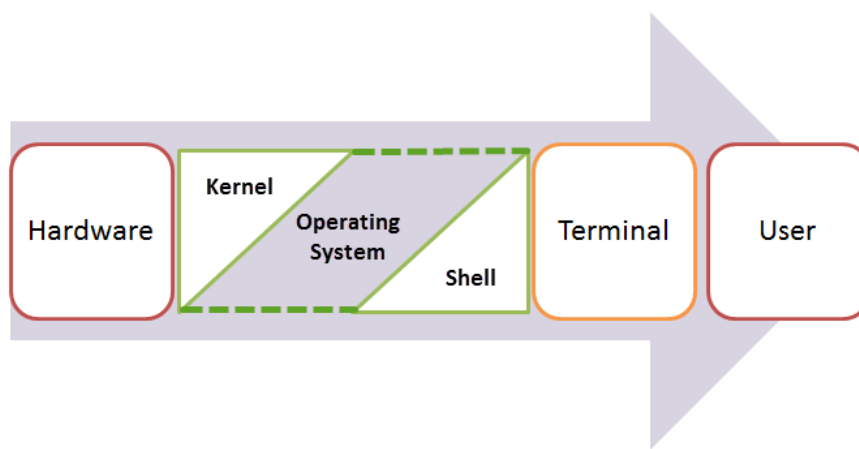 Hardware
Kernel
Operating
System
Shell
Terminal
User